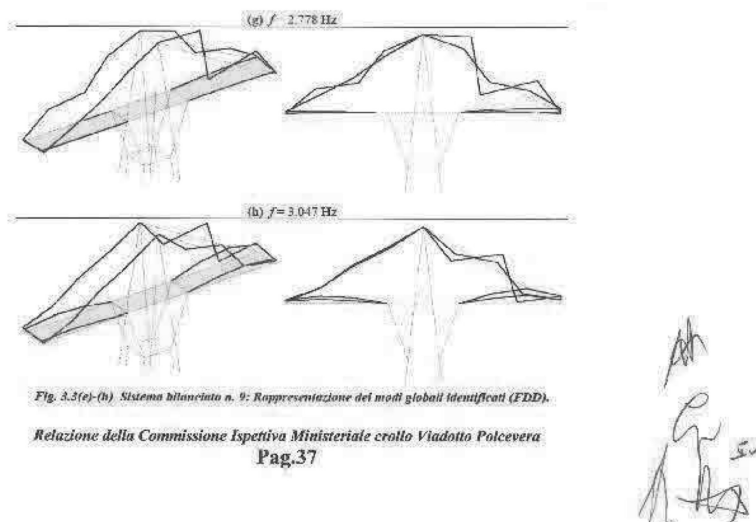 (g) f = 2.778 Hz
(h) f = 3.047 Hz
Fig. 3.3(e)-(h) Sistema bilanciato n. 9: Rappresentazione dei modi globali identificati (FDD).
Relazione della Commissione Ispettiva Ministeriale crollo Viadotto Polcevera
Pag.37